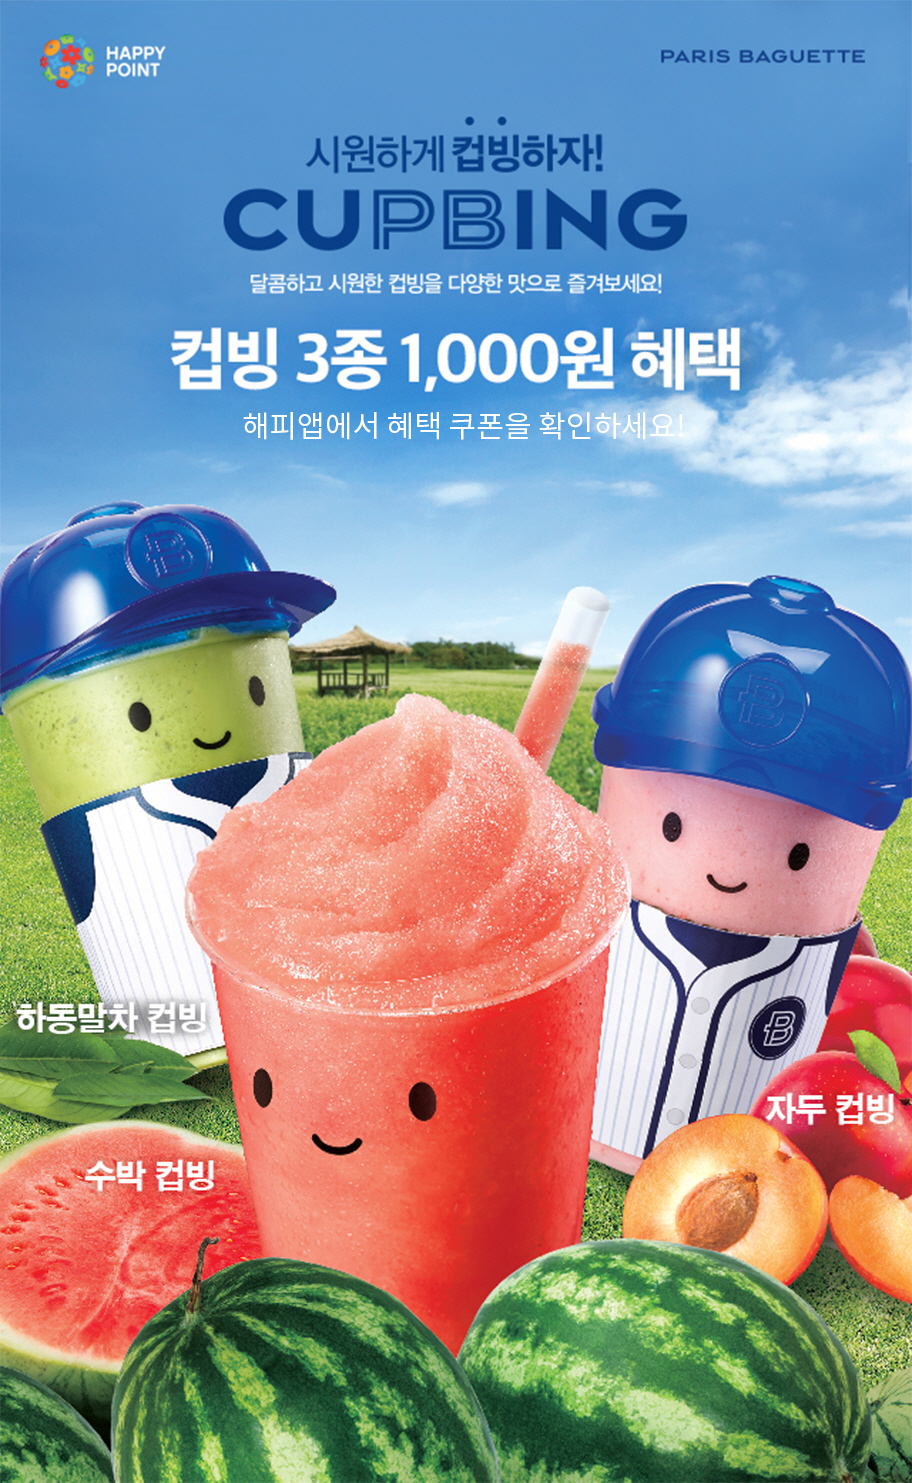 HAPPY
POINT
PARIS BAGUETTE
시원하게 컵빙하자!
CUPBING
달콤하고 시원한 컵빙을 다양한 맛으로 즐겨보세요!
컵빙 3종 1,000원 혜택
해피앱에서 혜택 쿠폰을 확인하세요!
B
B
B
하동말차 컵빙
자두 컵빙
수박 컵빙